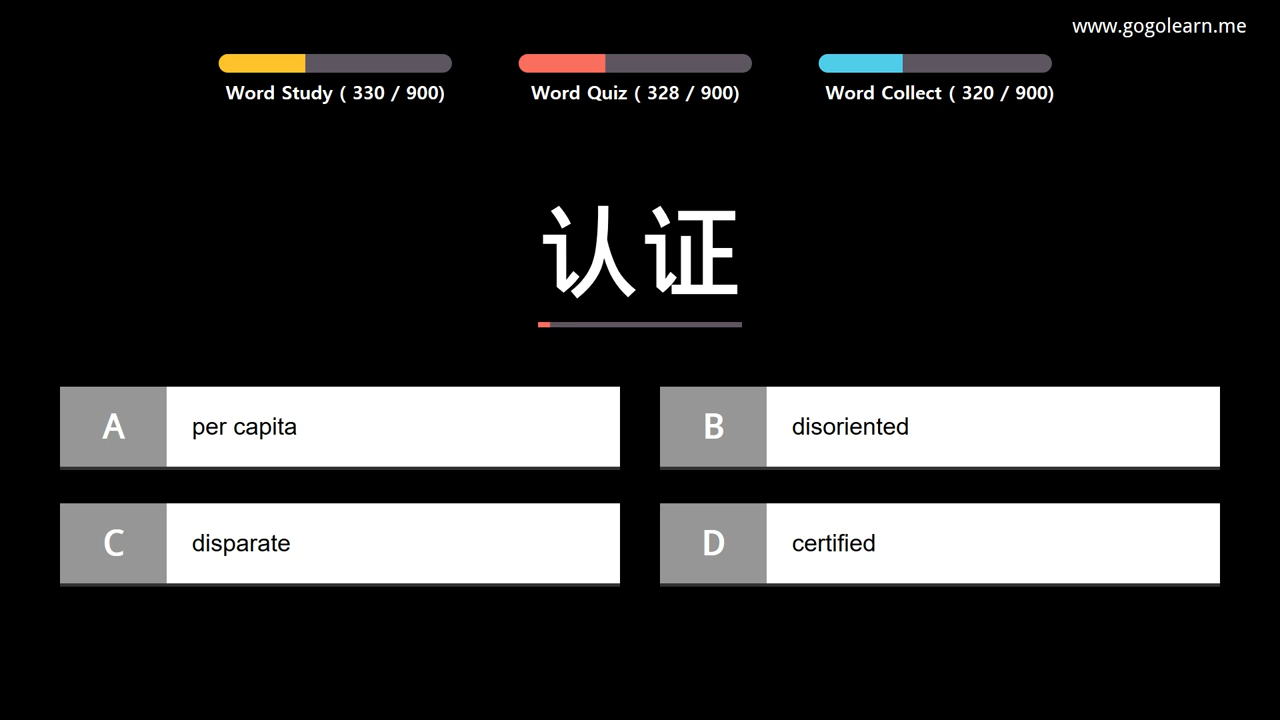 www.gogolearn.me
Word Study ( 330 / 900)
Word Quiz ( 328 / 900)
Word Collect ( 320 / 900)
认证
A per capita
B disoriented
C disparate
D certified